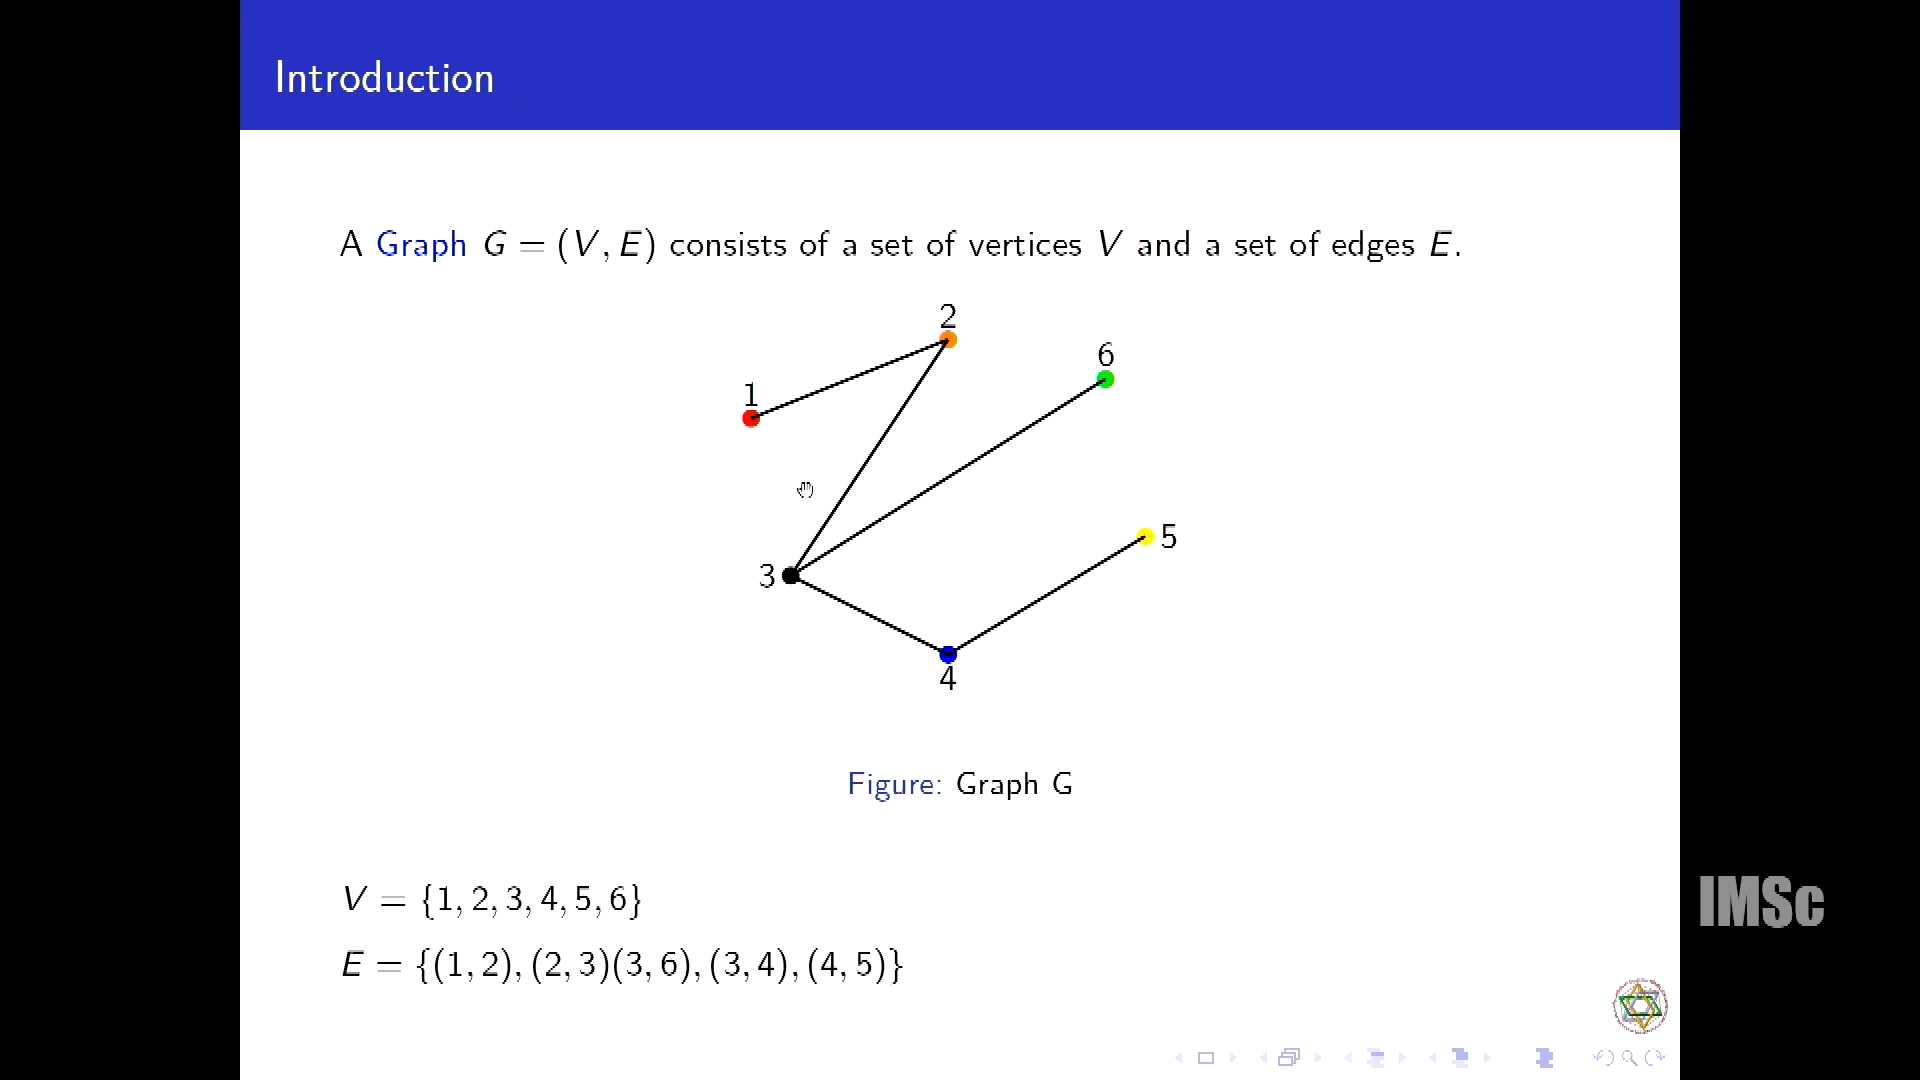 Introduction
A Graph G = (V, E) consists of a set of vertices V and a set of edges E.
2
6
1
5
3
4
Figure: Graph G
V = {1, 2, 3, 4, 5, 6}
IMSc
E = {(1, 2), (2, 3)(3, 6), (3, 4), (4, 5)}